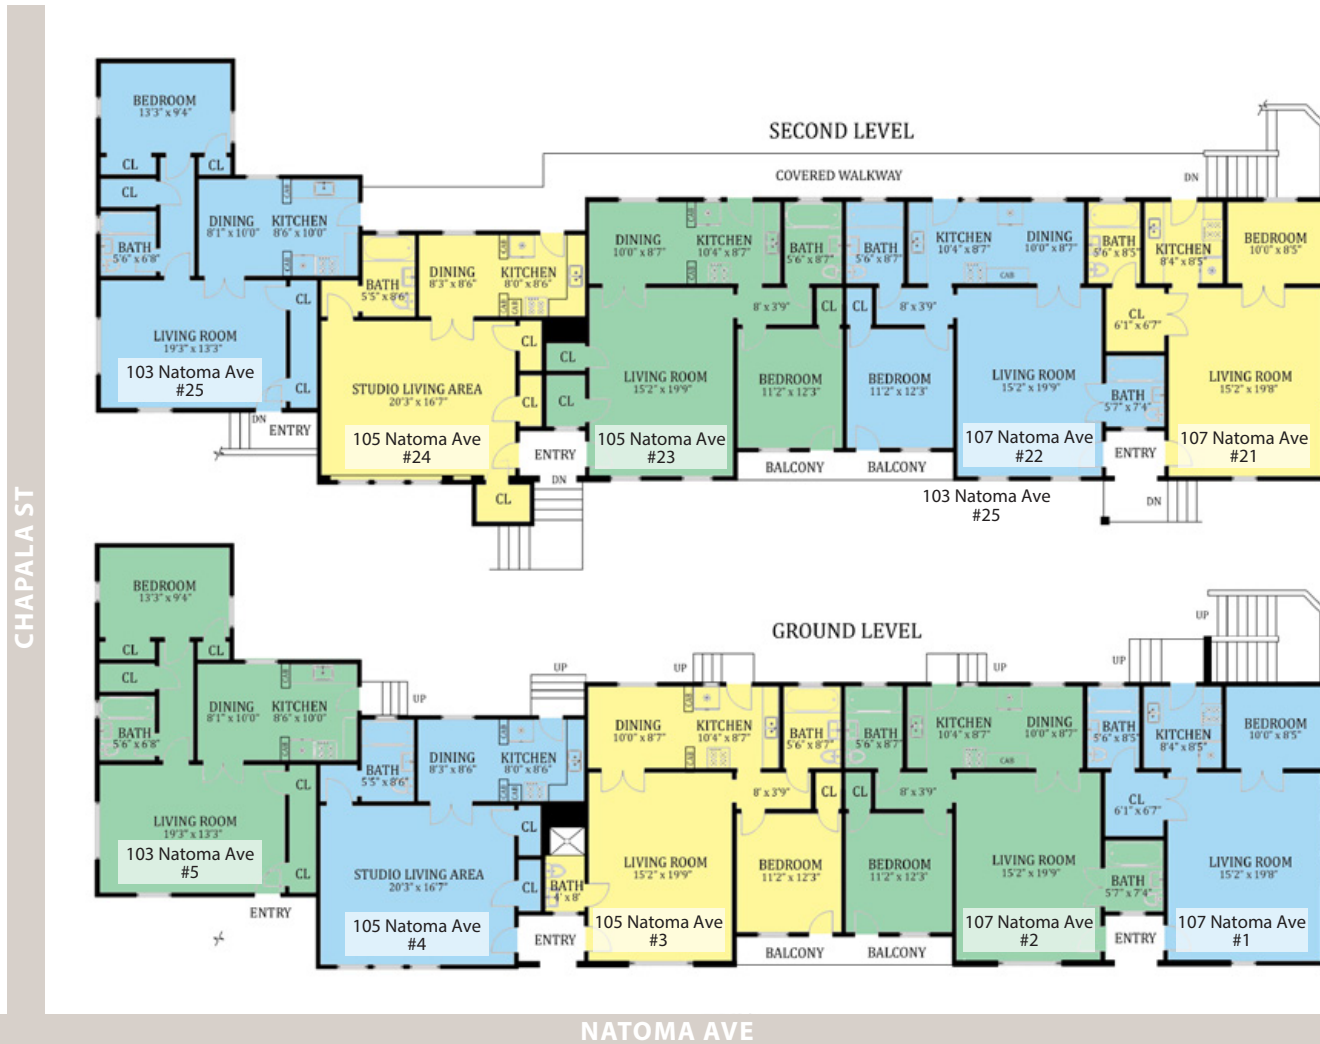 SECOND LEVEL
COVERED WALKWAY
DN
BEDROOM
13'3" x 9'4"
CL
CL
CL
BATH
5'6" x 6'8"
DINING
8'1" x 10'0"
CAB
KITCHEN
8'6" x 10'0"
CAB
CL
LIVING ROOM
19'3" x 13'3"
CL
103 Natoma Ave
#25
DN
ENTRY
BATH
5'5" x 8'6"
DINING
8'3" x 8'6"
CAB
KITCHEN
8'0" x 8'6"
CAB
CAB
CL
STUDIO LIVING AREA
20'3" x 16'7"
CL
105 Natoma Ave
#24
CL
CL
CL
ENTRY
DN
DINING
10'0" x 8'7"
CAB
KITCHEN
10'4" x 8'7"
CAB
BATH
5'6" x 8'7"
8' x 3'9"
CL
LIVING ROOM
15'2" x 19'9"
BEDROOM
11'2" x 12'3"
105 Natoma Ave
#23
BALCONY
BATH
5'6" x 8'7"
KITCHEN
10'4" x 8'7"
DINING
10'0" x 8'7"
CAB
CL
8' x 3'9"
BEDROOM
11'2" x 12'3"
LIVING ROOM
15'2" x 19'9"
BATH
5'7" x 7'4"
107 Natoma Ave
#22
BALCONY
103 Natoma Ave
#25
ENTRY
DN
BATH
5'6" x 8'5"
KITCHEN
8'4" x 8'5"
BEDROOM
10'0" x 8'5"
CL
6'1" x 6'7"
LIVING ROOM
15'2" x 19'8"
107 Natoma Ave
#21
CHAPALA ST
GROUND LEVEL
BEDROOM
13'3" x 9'4"
CL
CL
CL
BATH
5'6" x 6'8"
DINING
8'1" x 10'0"
CAB
KITCHEN
8'6" x 10'0"
CAB
UP
CL
LIVING ROOM
19'3" x 13'3"
CL
103 Natoma Ave
#5
ENTRY
UP
BATH
5'5" x 8'6"
DINING
8'3" x 8'6"
CAB
KITCHEN
8'0" x 8'6"
CAB
CAB
CL
STUDIO LIVING AREA
20'3" x 16'7"
CL
105 Natoma Ave
#4
BATH
4' x 8'
ENTRY
UP
DINING
10'0" x 8'7"
CAB
KITCHEN
10'4" x 8'7"
CAB
BATH
5'6" x 8'7"
8' x 3'9"
CL
LIVING ROOM
15'2" x 19'9"
BEDROOM
11'2" x 12'3"
105 Natoma Ave
#3
BALCONY
UP
BATH
5'6" x 8'7"
KITCHEN
10'4" x 8'7"
DINING
10'0" x 8'7"
CAB
CL
8' x 3'9"
BEDROOM
11'2" x 12'3"
LIVING ROOM
15'2" x 19'9"
BATH
5'7" x 7'4"
107 Natoma Ave
#2
BALCONY
ENTRY
UP
UP
BATH
5'6" x 8'5"
KITCHEN
8'4" x 8'5"
BEDROOM
10'0" x 8'5"
CL
6'1" x 6'7"
LIVING ROOM
15'2" x 19'8"
107 Natoma Ave
#1
NATOMA AVE